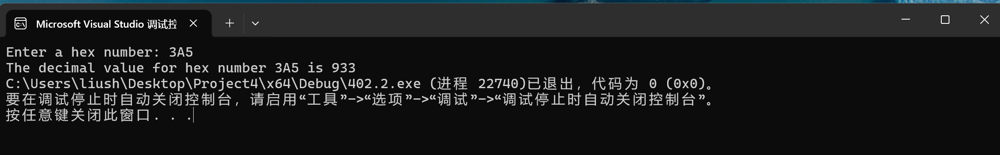 Microsoft Visual Studio 调试控
Enter a hex number: 3A5
The decimal value for hex number 3A5 is 933
C:\Users\liush\Desktop\Project4\x64\Debug\402.2.exe (进程 22740)已退出，代码为 0 (0x0)。
要在调试停止时自动关闭控制台，请启用“工具”->“选项”->“调试”->“调试停止时自动关闭控制台”。
按任意键关闭此窗口. . .